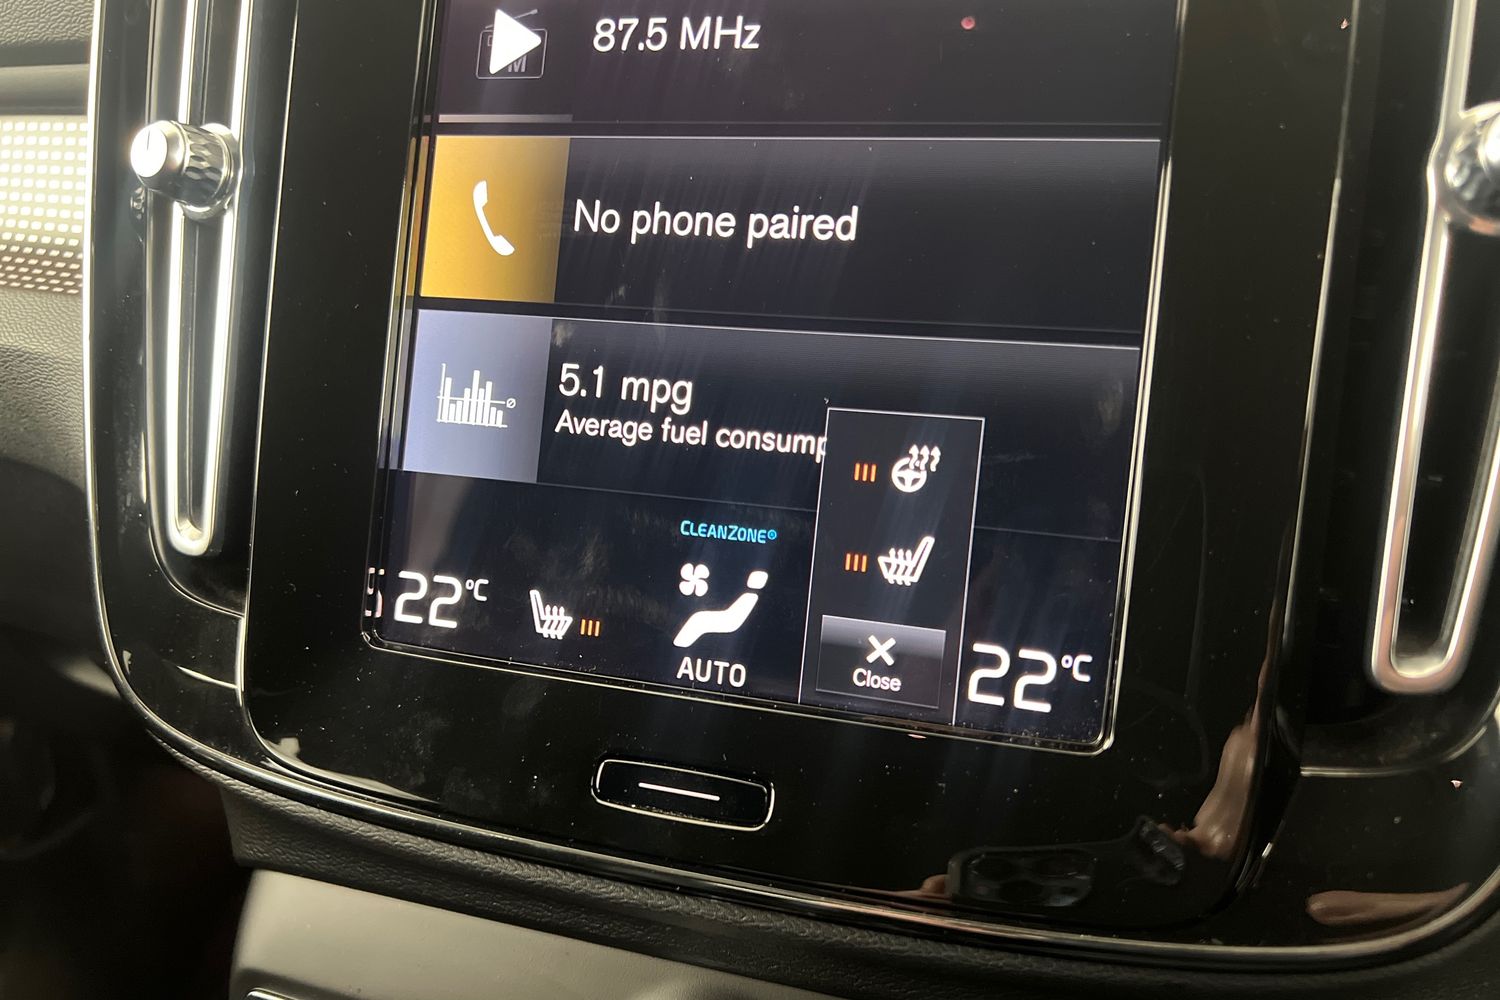 87.5 MHz
No phone paired
5.1 mpg
Average fuel consump
CLEANZONE
22°C
AUTO
Close
22°C